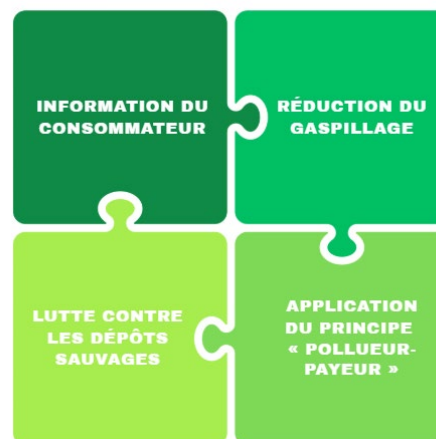 INFORMATION DU
CONSOMMATEUR
RÉDUCTION DU
GASPILLAGE
LUTTE CONTRE
LES DÉPÔTS
SAUVAGES
APPLICATION
DU PRINCIPE
« POLLUEUR-
PAYEUR »